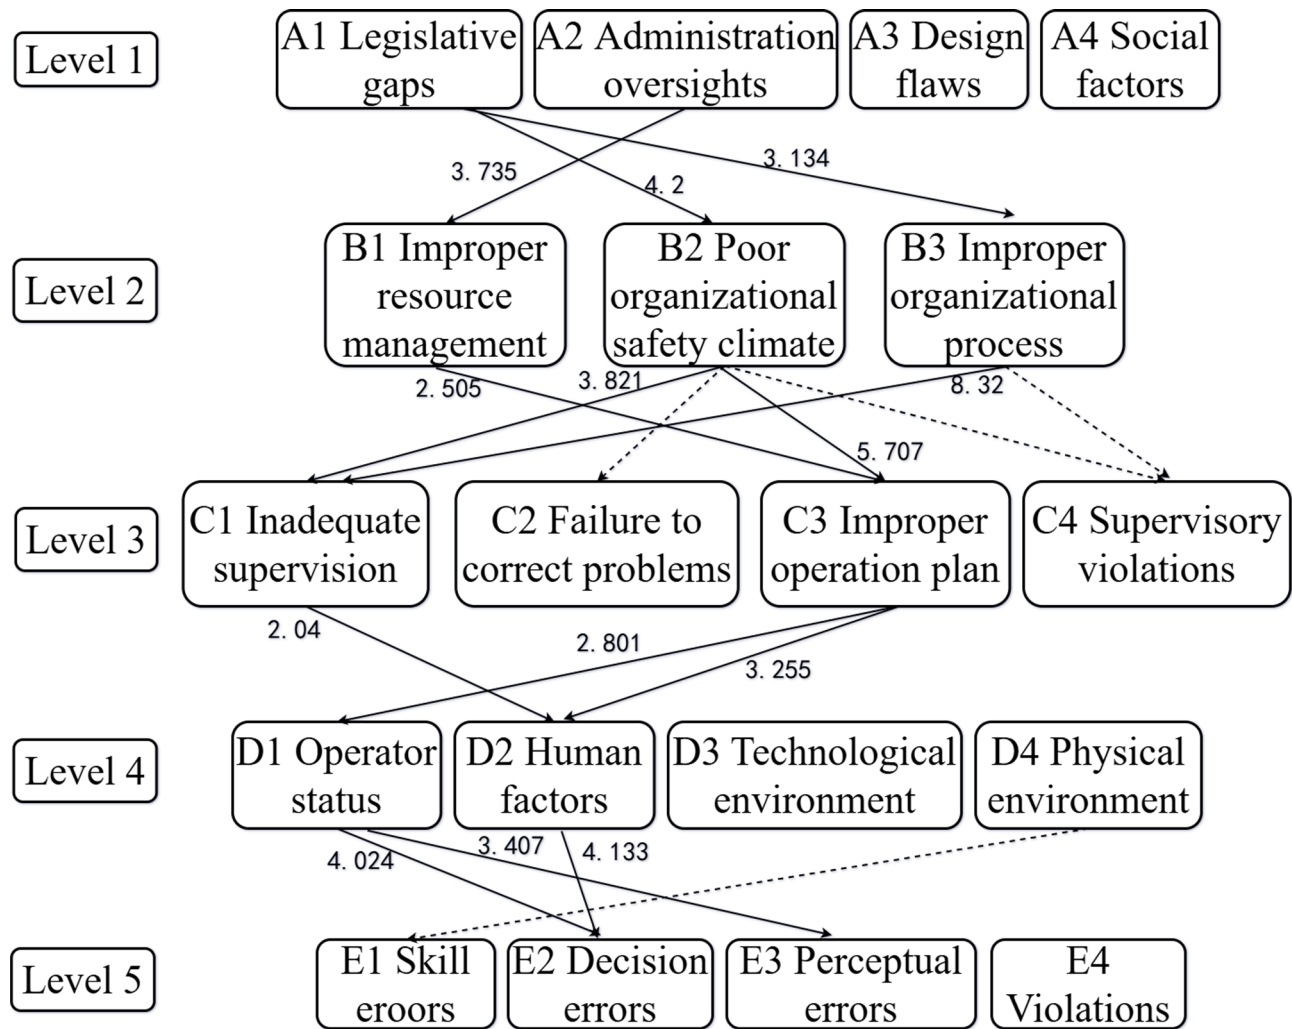 Level 1
A1 Legislative
gaps
A2 Administration
oversights
A3 Design
flaws
A4 Social
factors
3. 735
4. 2
3. 134
Level 2
B1 Improper
resource
management
B2 Poor
organizational
safety climate
B3 Improper
organizational
process
2. 505
3. 821
8. 32
5. 707
Level 3
C1 Inadequate
supervision
C2 Failure to
correct problems
C3 Improper
operation plan
C4 Supervisory
violations
2. 04
2. 801
3. 255
Level 4
D1 Operator
status
D2 Human
factors
D3 Technological
environment
D4 Physical
environment
4. 024
3. 407
4. 133
Level 5
E1 Skill
eroors
E2 Decision
errors
E3 Perceptual
errors
E4
Violations